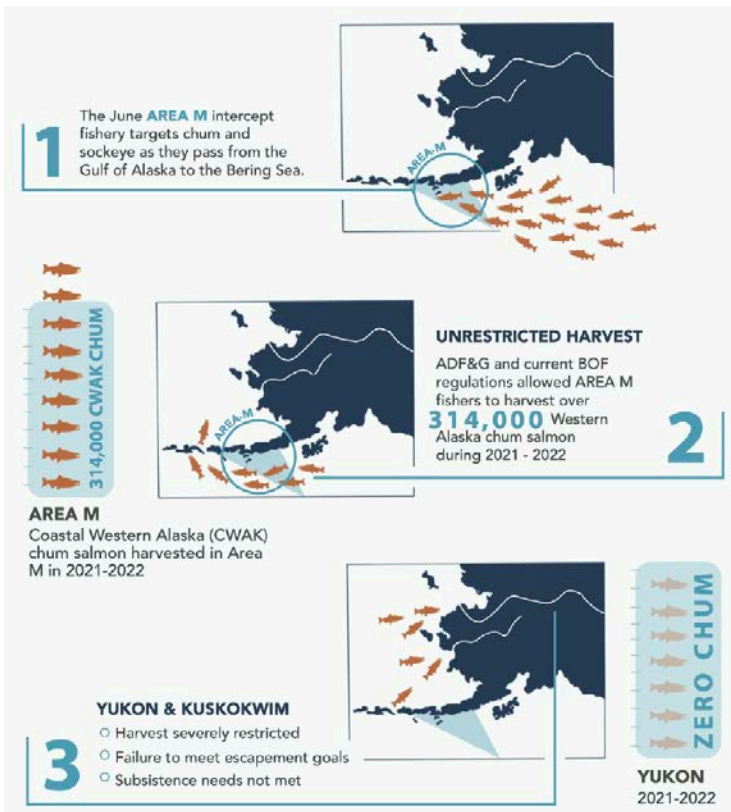 1
The June AREA M intercept
fishery targets chum and
sockeye as they pass from the
Gulf of Alaska to the Bering Sea.
AREA-M
314,000 CWAK CHUM
AREA M
Coastal Western Alaska (CWAK)
chum salmon harvested in Area
M in 2021-2022
AREA-M
UNRESTRICTED HARVEST
ADF&G and current BOF
regulations allowed AREA M
fishers to harvest over
314,000 Western
Alaska chum salmon
during 2021 - 2022
2
3
YUKON & KUSKOKWIM
Harvest severely restricted
Failure to meet escapement goals
Subsistence needs not met
ZERO CHUM
YUKON
2021-2022